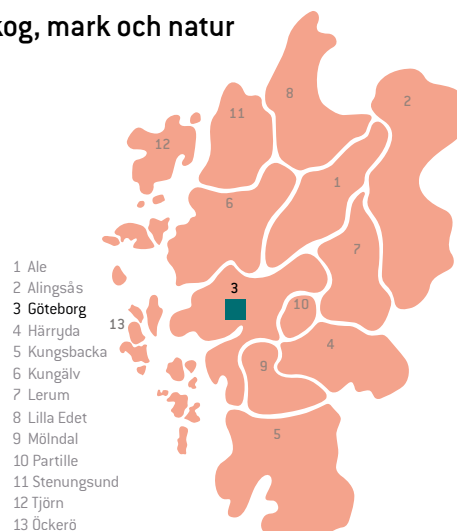 kog, mark och natur
8
2
11
12
1
6
7
3
10
13
4
9
5
1 Ale
2 Alingsås
3 Göteborg
4 Härryda
5 Kungsbacka
6 Kungälv
7 Lerum
8 Lilla Edet
9 Mölndal
10 Partille
11 Stenungsund
12 Tjörn
13 Öckerö